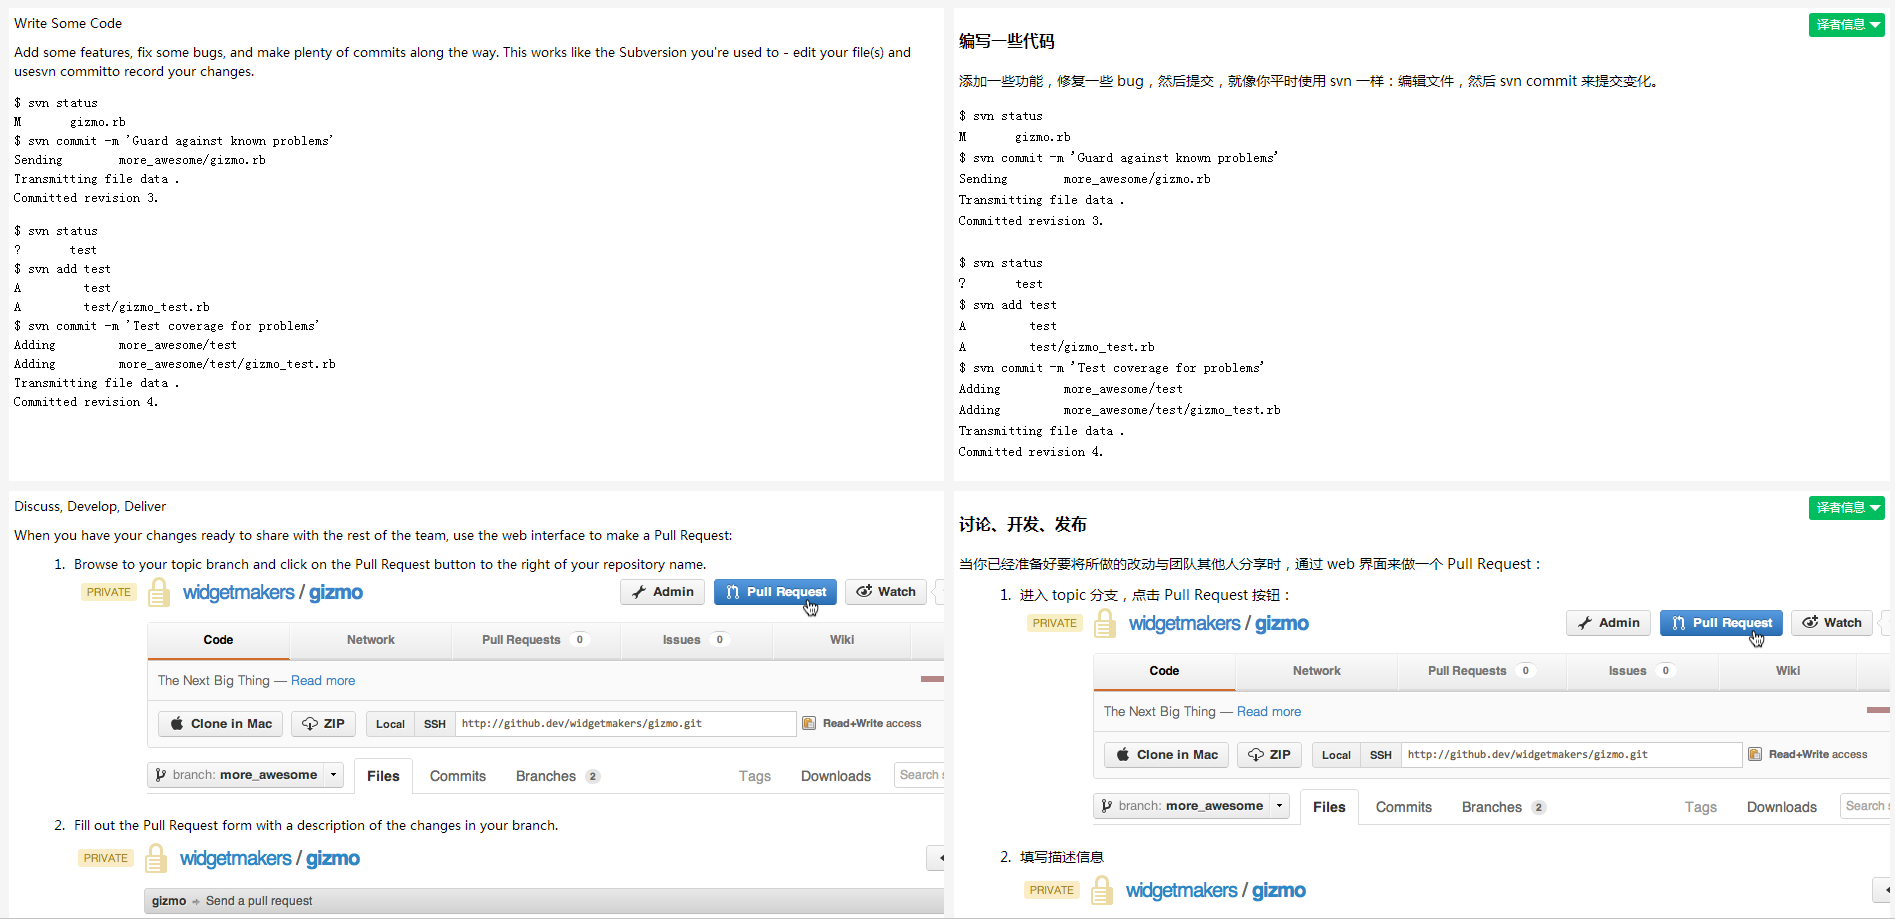 Write Some Code
Add some features, fix some bugs, and make plenty of commits along the way. This works like the Subversion you're used to - edit your file(s) and
usesvn committo record your changes.
$ svn status
M       gizmo.rb
$ svn commit -m 'Guard against known problems'
Sending        more_awesome/gizmo.rb
Transmitting file data .
Committed revision 3.
$ svn status
?       test
$ svn add test
A         test
A         test/gizmo_test.rb
$ svn commit -m 'Test coverage for problems'
Adding         more_awesome/test
Adding         more_awesome/test/gizmo_test.rb
Transmitting file data .
Committed revision 4.
译者信息
编写一些代码
添加一些功能，修复一些 bug，然后提交，就像你平时使用 svn 一样：编辑文件，然后 svn commit 来提交变化。
$ svn status
M       gizmo.rb
$ svn commit -m 'Guard against known problems'
Sending        more_awesome/gizmo.rb
Transmitting file data .
Committed revision 3.
$ svn status
?       test
$ svn add test
A         test
A         test/gizmo_test.rb
$ svn commit -m 'Test coverage for problems'
Adding         more_awesome/test
Adding         more_awesome/test/gizmo_test.rb
Transmitting file data .
Committed revision 4.
Discuss, Develop, Deliver
When you have your changes ready to share with the rest of the team, use the web interface to make a Pull Request:
1. Browse to your topic branch and click on the Pull Request button to the right of your repository name.
PRIVATE widgetmakers / gizmo Admin Pull Request Watch
Code Network Pull Requests 0 Issues 0 Wiki
The Next Big Thing — Read more
Clone in Mac ZIP Local SSH http://github.dev/widgetmakers/gizmo.git Read+Write access
branch: more_awesome Files Commits Branches 2 Tags Downloads Search
2. Fill out the Pull Request form with a description of the changes in your branch.
PRIVATE widgetmakers / gizmo
gizmo Send a pull request
译者信息
讨论、开发、发布
当你已经准备好要将所做的改动与团队其他人分享时，通过 web 界面来做一个 Pull Request：
1. 进入 topic 分支，点击 Pull Request 按钮：
PRIVATE widgetmakers / gizmo Admin Pull Request Watch
Code Network Pull Requests 0 Issues 0 Wiki
The Next Big Thing — Read more
Clone in Mac ZIP Local SSH http://github.dev/widgetmakers/gizmo.git Read+Write access
branch: more_awesome Files Commits Branches 2 Tags Downloads Search
2. 填写描述信息
PRIVATE widgetmakers / gizmo